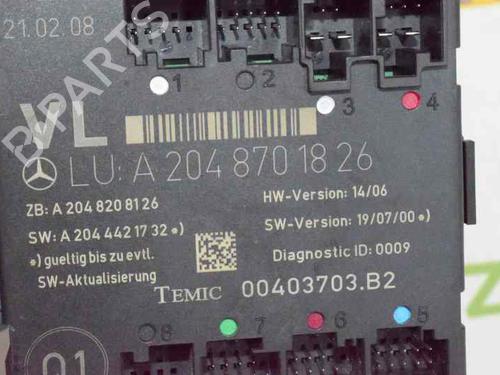 21.02.08
BPARTS
1
2
3
4
VL
LU: A 204 870 18 26
ZB: A 204 820 81 26
HW-Version: 14/06
SW: A 204 442 17 32 •)
SW-Version: 19/07/00 •)
•) gueltig bis zu evtl.
SW-Aktualisierung
Diagnostic ID: 0009
TEMIC 00403703.B2
8
7
6
5
01